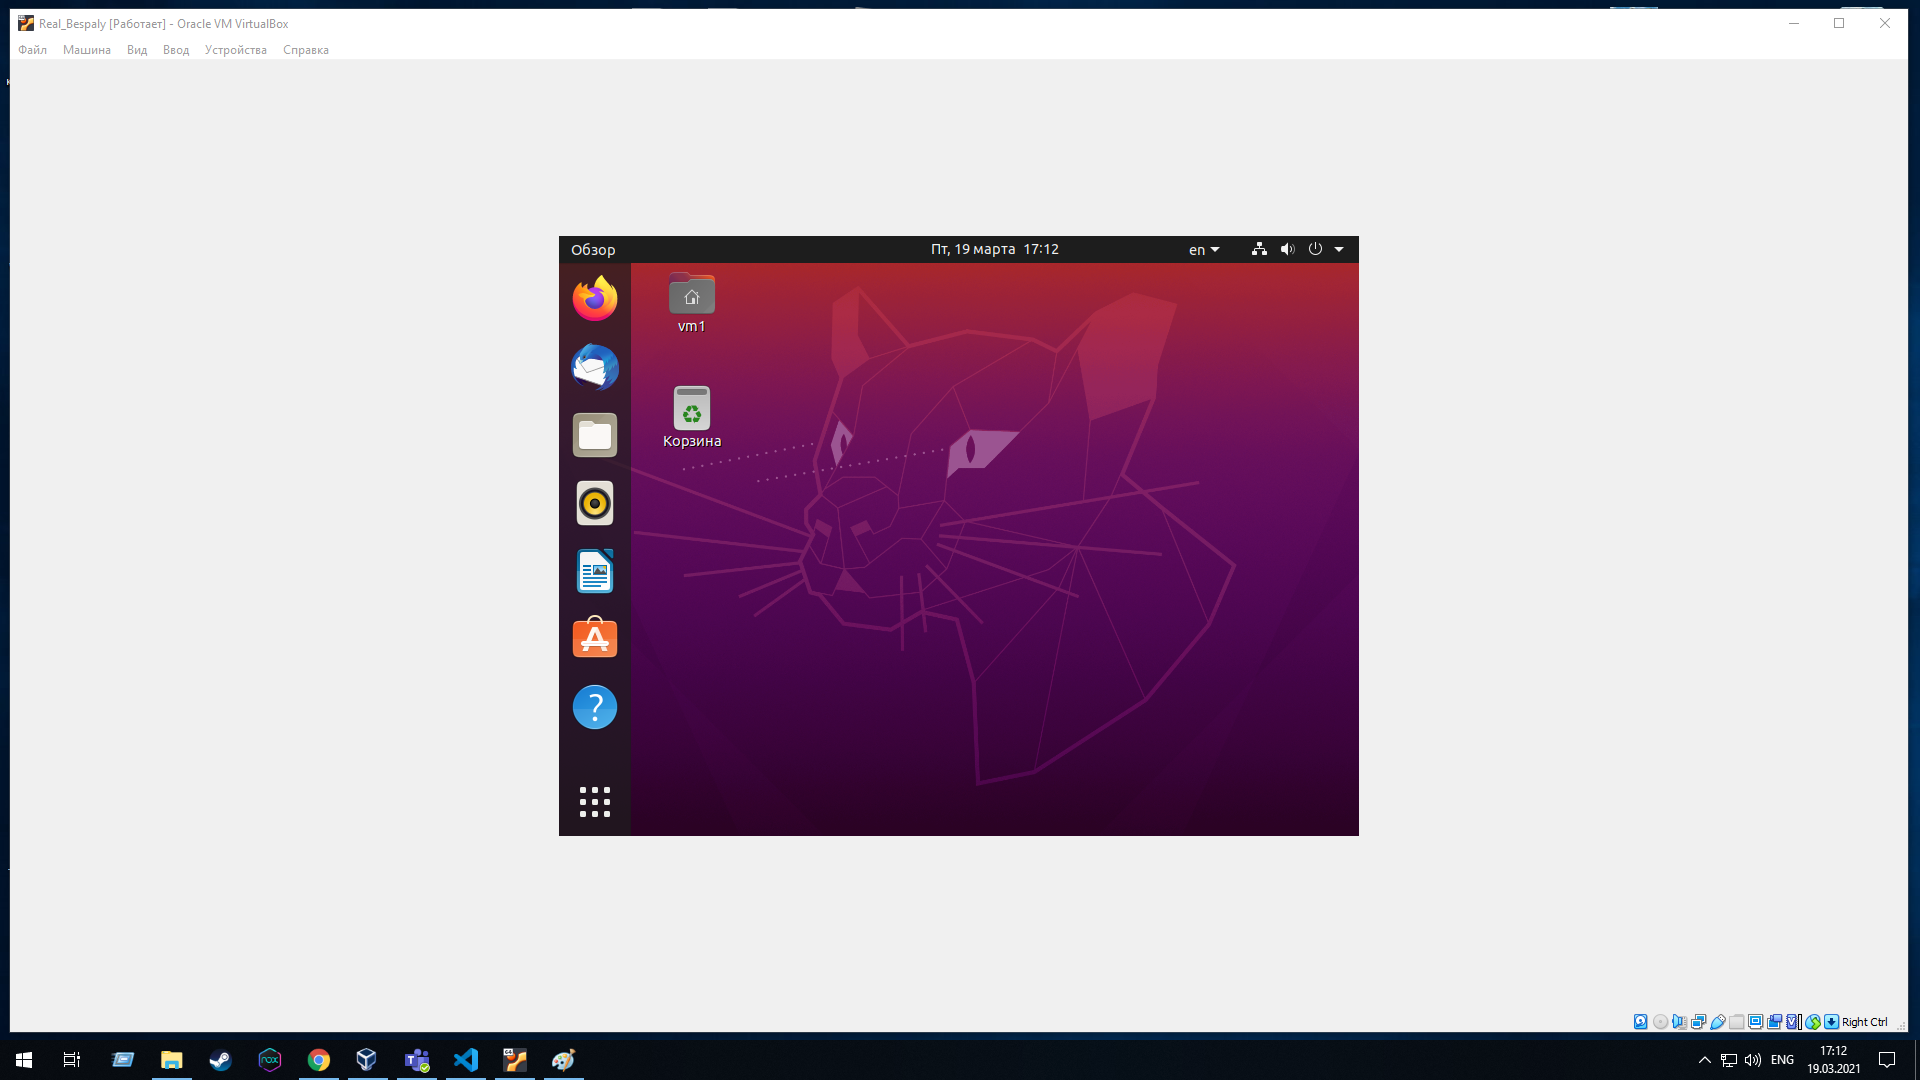 Real_Bespaly [Работает] - Oracle VM VirtualBox
Файл Машина Вид Ввод Устройства Справка
Обзор Пт, 19 марта 17:12 en
vm1
Корзина
Right Ctrl
ENG 17:12
19.03.2021